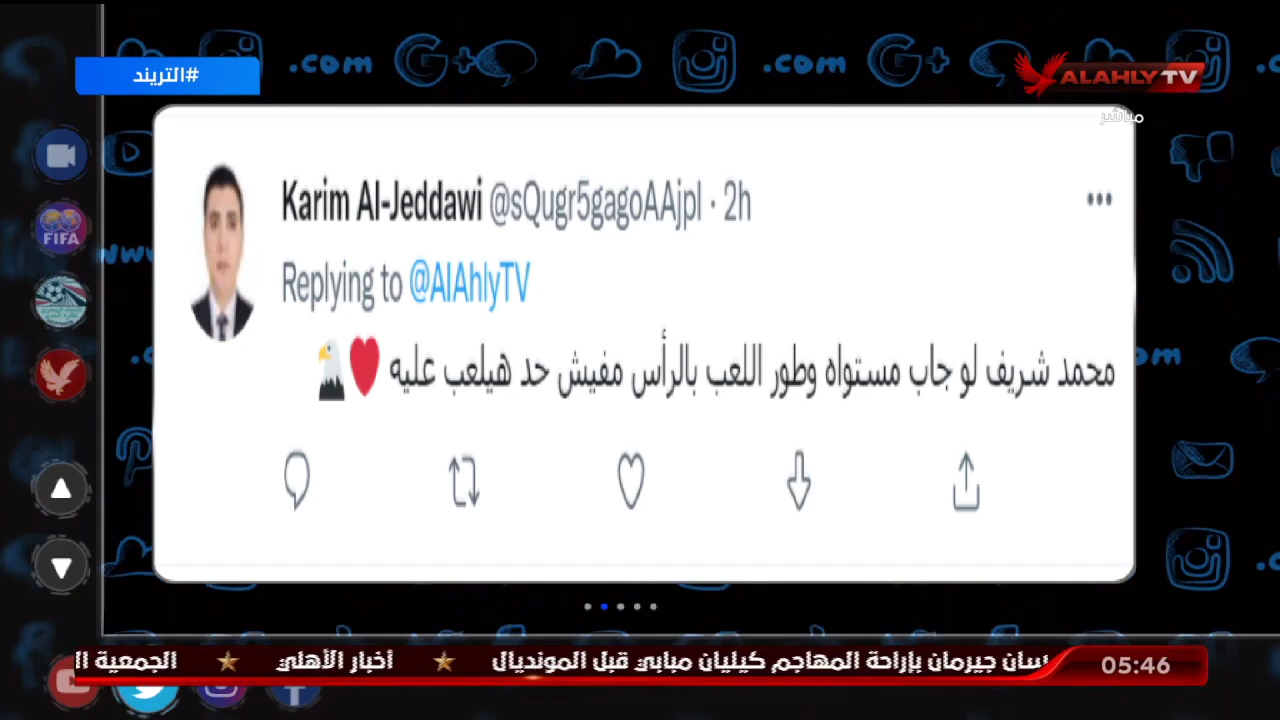 #التريند
ALAHLY TV
مباشر
Karim Al-Jeddawi @sQugr5gagoAAjpl · 2h
Replying to @AlAhlyTV
محمد شريف لو جاب مستواه وطور اللعب بالرأس مفيش حد هيلعب عليه ❤️🦅
FIFA
.com
.com
سان جيرمان بإراحة المهاجم كيليان مبابي قبل المونديال ★ أخبار الأهلي ★ الجمعية
05:46